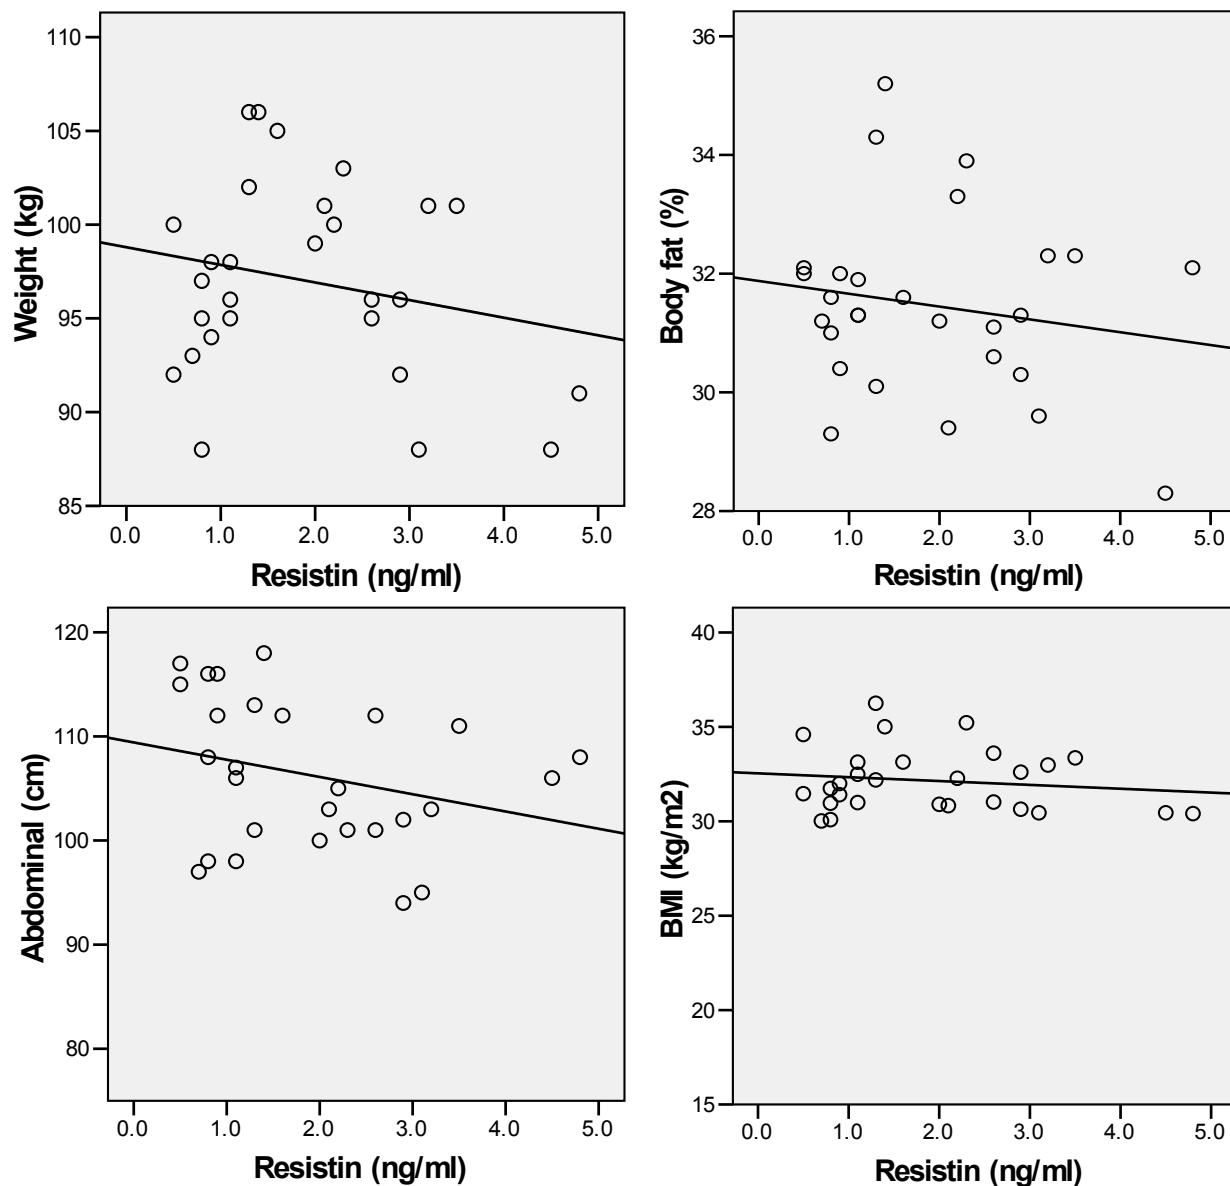 110
105
100
95
90
85
Weight (kg)
0.0 1.0 2.0 3.0 4.0 5.0
Resistin (ng/ml)
36
34
32
30
28
Body fat (%)
0.0 1.0 2.0 3.0 4.0 5.0
Resistin (ng/ml)
120
110
100
90
80
Abdominal (cm)
0.0 1.0 2.0 3.0 4.0 5.0
Resistin (ng/ml)
40
35
30
25
20
15
BMI (kg/m2)
0.0 1.0 2.0 3.0 4.0 5.0
Resistin (ng/ml)